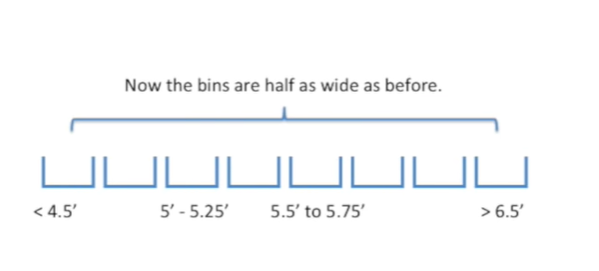 Now the bins are half as wide as before.
< 4.5′ 5′ - 5.25′ 5.5′ to 5.75′ > 6.5′